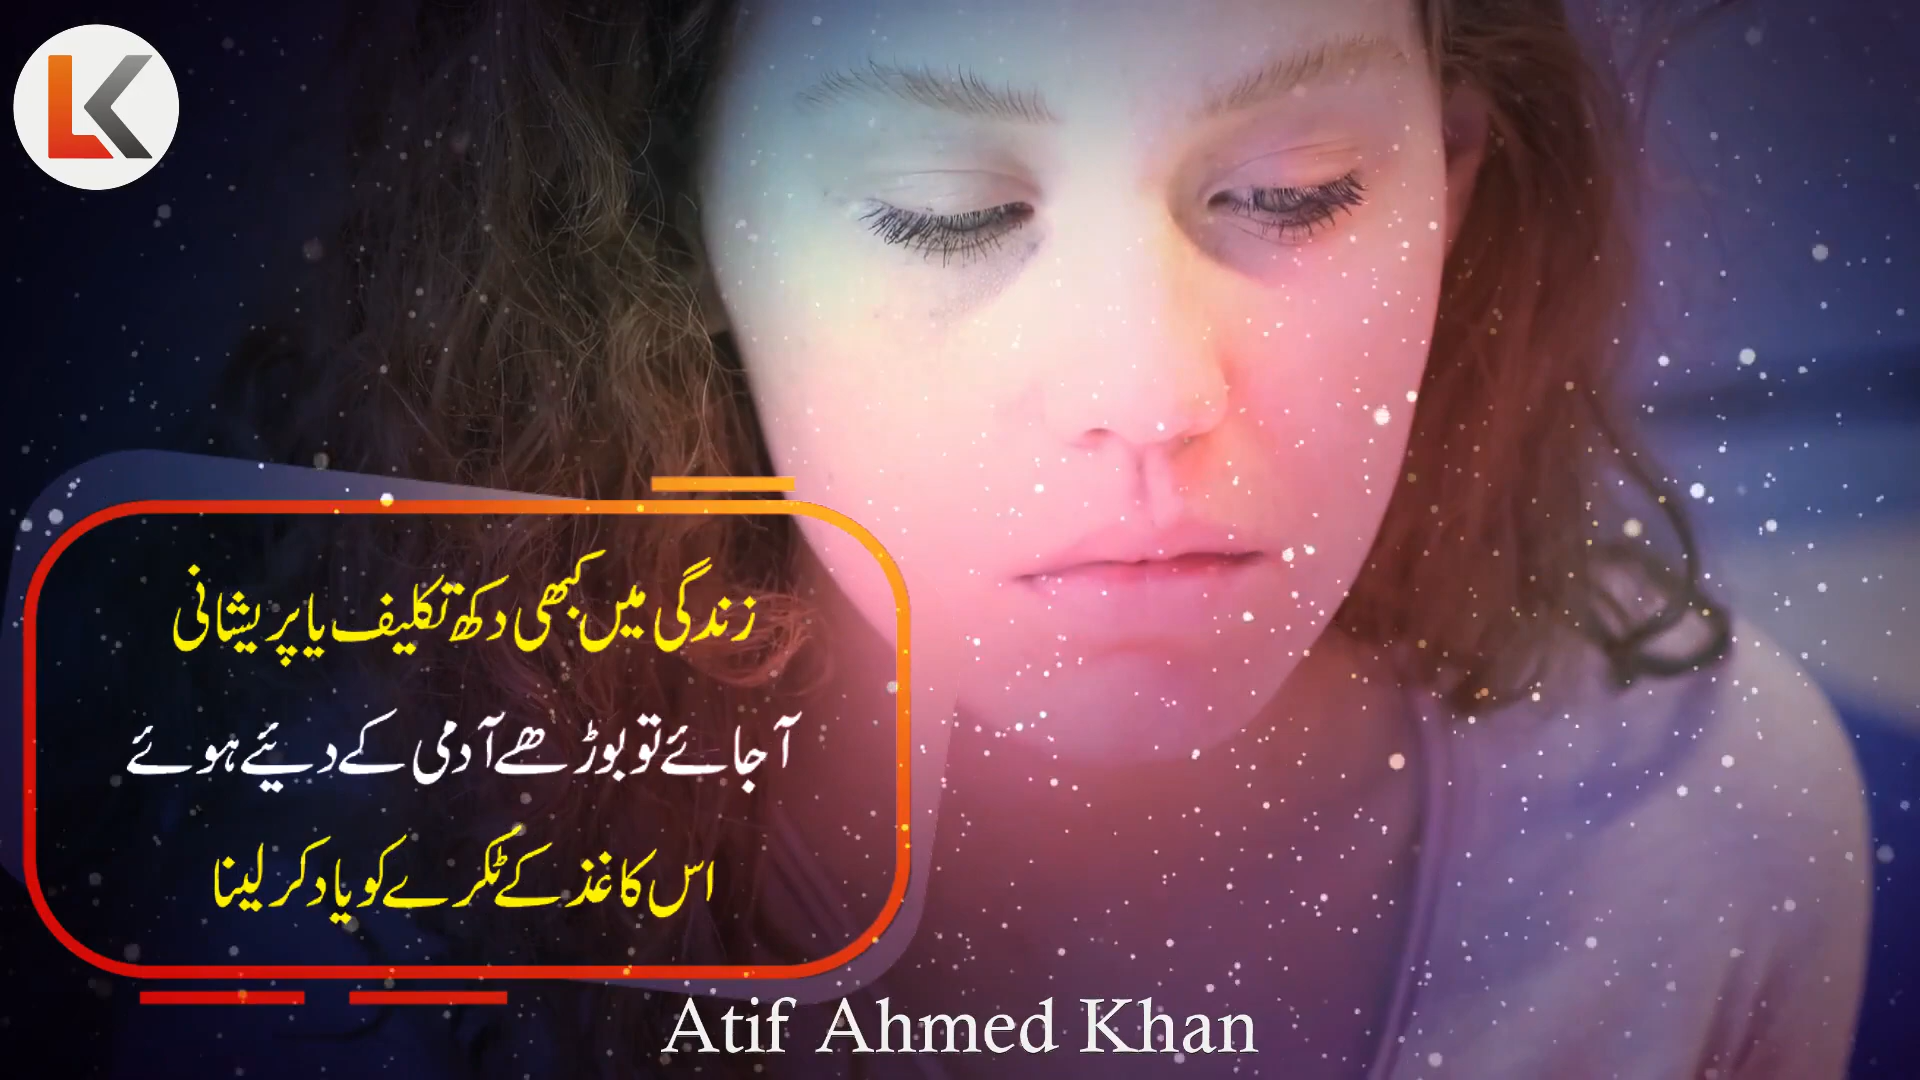 LK
زندگی میں کبھی دکھ تکلیف یا پریشانی
آجائے تو بوڑھے آدمی کے دیئے ہوئے
اس کاغذ کے ٹکرے کو یاد کر لینا
Atif Ahmed Khan